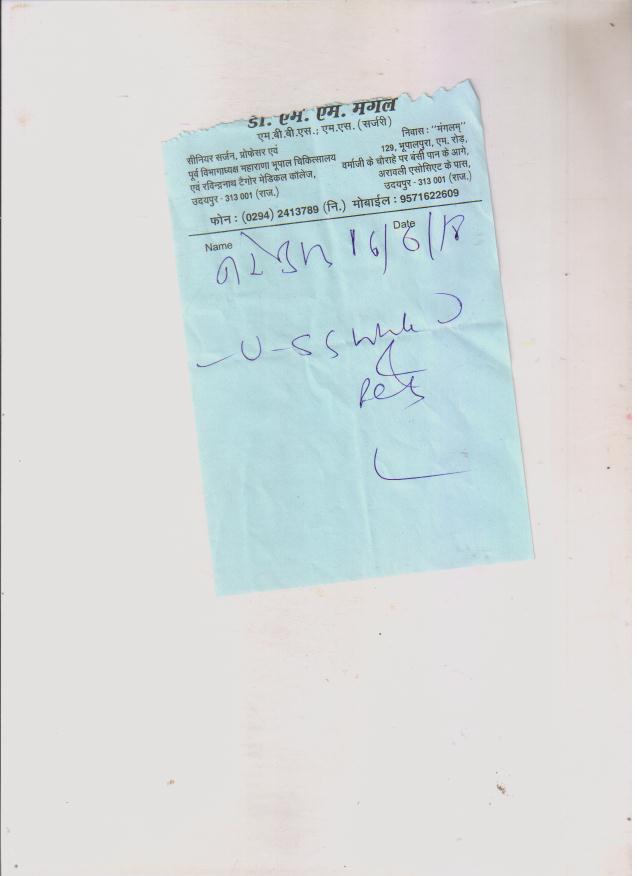 डॉ. एम. एम. मंगल
एम.बी.बी.एस.; एम.एस. (सर्जरी)
सीनियर सर्जन, प्रोफेसर एवं
पूर्व विभागाध्यक्ष महाराणा भूपाल चिकित्सालय
एवं रविन्द्रनाथ टैगोर मेडिकल कॉलेज,
उदयपुर - 313 001 (राज.)
निवास : "मंगलम्"
129, भूपालपुरा, एम. रोड,
वर्माजी के चौराहे पर बंसी पान के आगे,
अरावली एसोसिएट के पास,
उदयपुर - 313 001 (राज.)
फोन : (0294) 2413789 (नि.) मोबाईल : 9571622609
Name Date
16/6/18